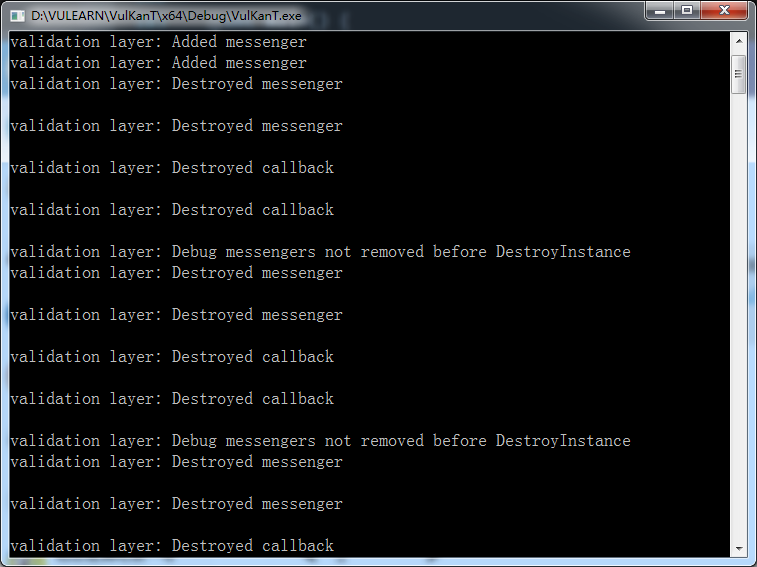 D:\VULEARN\VulKanT\x64\Debug\VulKanT.exe
validation layer: Added messenger
validation layer: Added messenger
validation layer: Destroyed messenger
validation layer: Destroyed messenger
validation layer: Destroyed callback
validation layer: Destroyed callback
validation layer: Debug messengers not removed before DestroyInstance
validation layer: Destroyed messenger
validation layer: Destroyed messenger
validation layer: Destroyed callback
validation layer: Destroyed callback
validation layer: Debug messengers not removed before DestroyInstance
validation layer: Destroyed messenger
validation layer: Destroyed messenger
validation layer: Destroyed callback